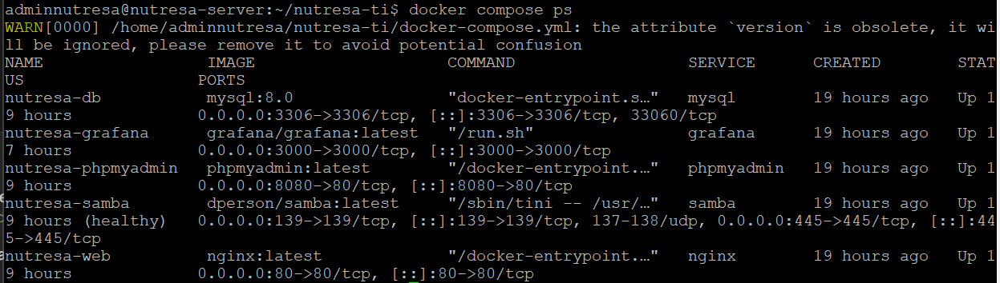 adminnutresa@nutresa-server:~/nutresa-ti$ docker compose ps
WARN[0000] /home/adminnutresa/nutresa-ti/docker-compose.yml: the attribute `version` is obsolete, it wi
ll be ignored, please remove it to avoid potential confusion
NAME                 IMAGE                    COMMAND                  SERVICE      CREATED        STAT
US                  PORTS
nutresa-db           mysql:8.0                "docker-entrypoint.s…"   mysql        19 hours ago   Up 1
9 hours             0.0.0.0:3306->3306/tcp, [::]:3306->3306/tcp, 33060/tcp
nutresa-grafana      grafana/grafana:latest   "/run.sh"                grafana      19 hours ago   Up 1
7 hours             0.0.0.0:3000->3000/tcp, [::]:3000->3000/tcp
nutresa-phpmyadmin   phpmyadmin:latest        "/docker-entrypoint.…"   phpmyadmin   19 hours ago   Up 1
9 hours             0.0.0.0:8080->80/tcp, [::]:8080->80/tcp
nutresa-samba        dperson/samba:latest     "/sbin/tini -- /usr/…"   samba        19 hours ago   Up 1
9 hours (healthy)   0.0.0.0:139->139/tcp, [::]:139->139/tcp, 137-138/udp, 0.0.0.0:445->445/tcp, [::]:44
5->445/tcp
nutresa-web          nginx:latest             "/docker-entrypoint.…"   nginx        19 hours ago   Up 1
9 hours             0.0.0.0:80->80/tcp, [::]:80->80/tcp